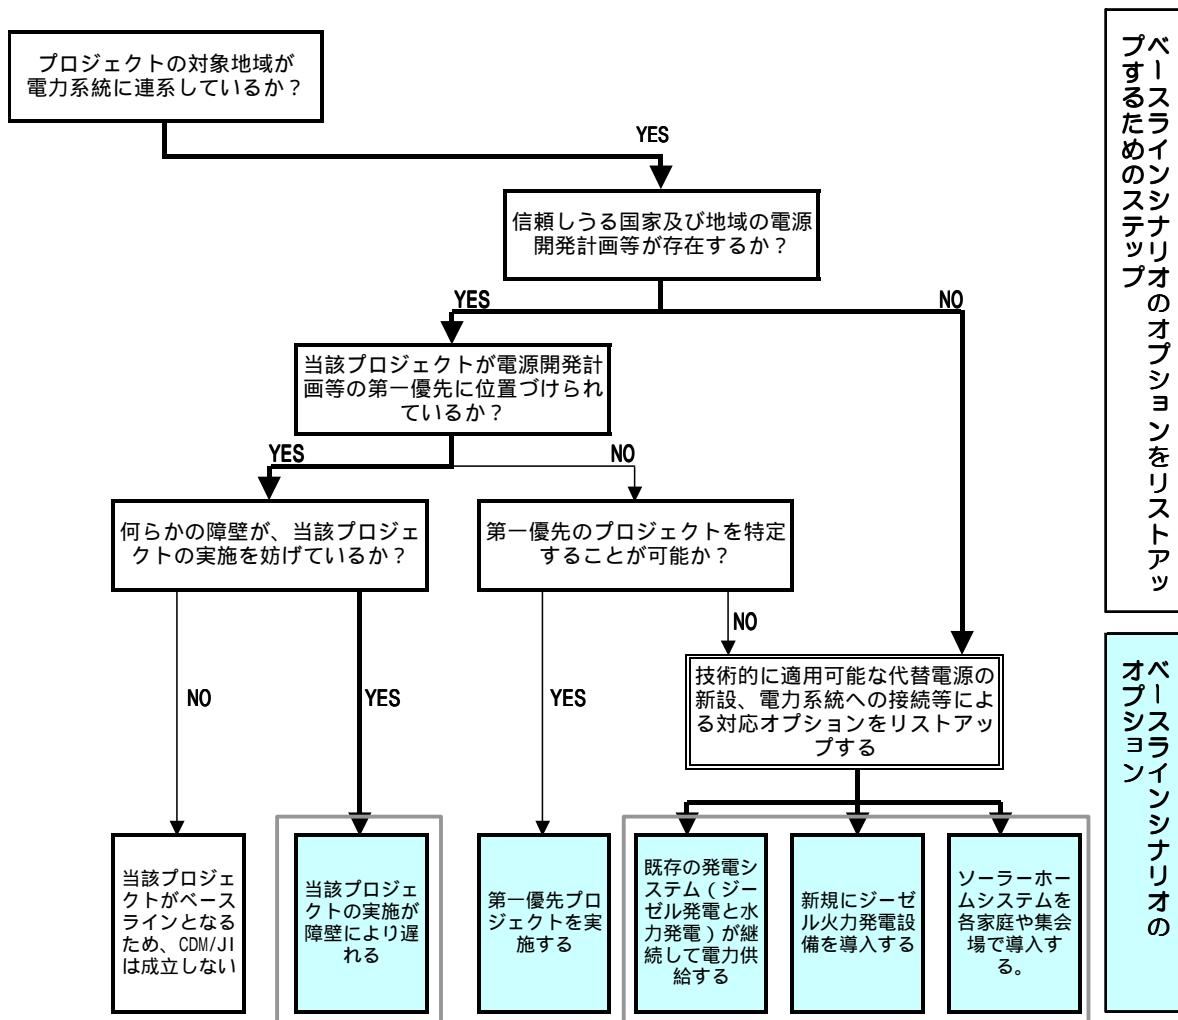 プロジェクトの対象地域が
電力系統に連系しているか？
YES
信頼しうる国家及び地域の電源
開発計画等が存在するか？
YES
NO
当該プロジェクトが電源開発計
画等の第一優先に位置づけられ
ているか？
YES
NO
何らかの障壁が、当該プロジェ
クトの実施を妨げているか？
第一優先のプロジェクトを特定
することが可能か？
NO
YES
YES
NO
技術的に適用可能な代替電源の
新設、電力系統への接続等によ
る対応オプションをリストアッ
プする
当該プロジェ
クトがベース
ラインとなる
ため、CDM/JI
は成立しない
当該プロジェ
クトの実施が
障壁により遅
れる
第一優先プロ
ジェクトを実
施する
既存の発電シ
ステム（ジー
ゼル発電と水
力発電）が継
続して電力供
給する
新規にジーゼ
ル火力発電設
備を導入する
ソーラーホー
ムシステムを
各家庭や集会
場で導入す
る。
ベースラインシナリオのオプションをリストアッ
プするためのステップ
ベースラインシナリオの
オプション